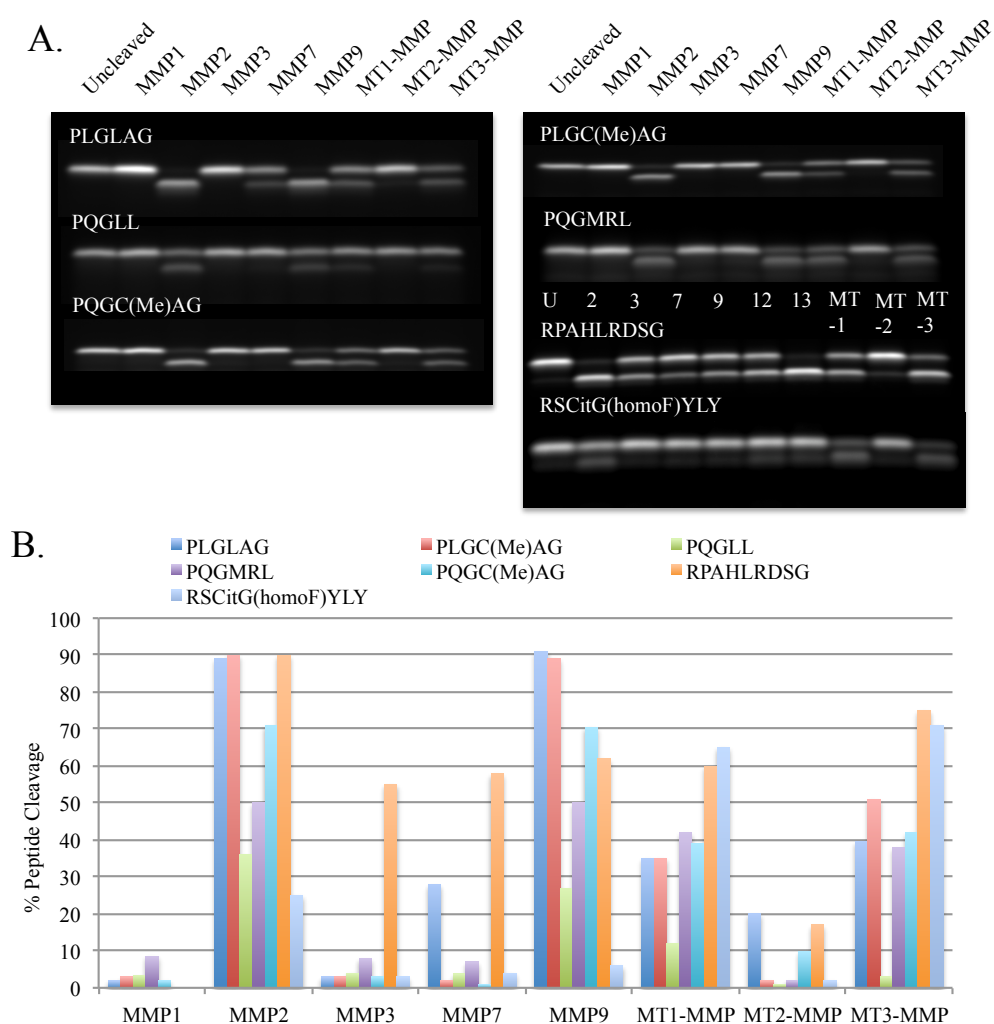 A.
Uncleaved MMP1 MMP2 MMP3 MMP7 MMP9 MT1-MMP MT2-MMP MT3-MMP
PLGLAG
PQGLL
PQGC(Me)AG
Uncleaved MMP1 MMP2 MMP3 MMP7 MMP9 MT1-MMP MT2-MMP MT3-MMP
PLGC(Me)AG
PQGMRL
U 2 3 7 9 12 13 MT MT MT
-1 -2 -3
RPAHLRDSG
RSCitG(homoF)YLY
B.
PLGLAG PLGC(Me)AG PQGLL
PQGMRL PQGC(Me)AG RPAHLRDSG
RSCitG(homoF)YLY
% Peptide Cleavage
100
90
80
70
60
50
40
30
20
10
0
MMP1 MMP2 MMP3 MMP7 MMP9 MT1-MMP MT2-MMP MT3-MMP